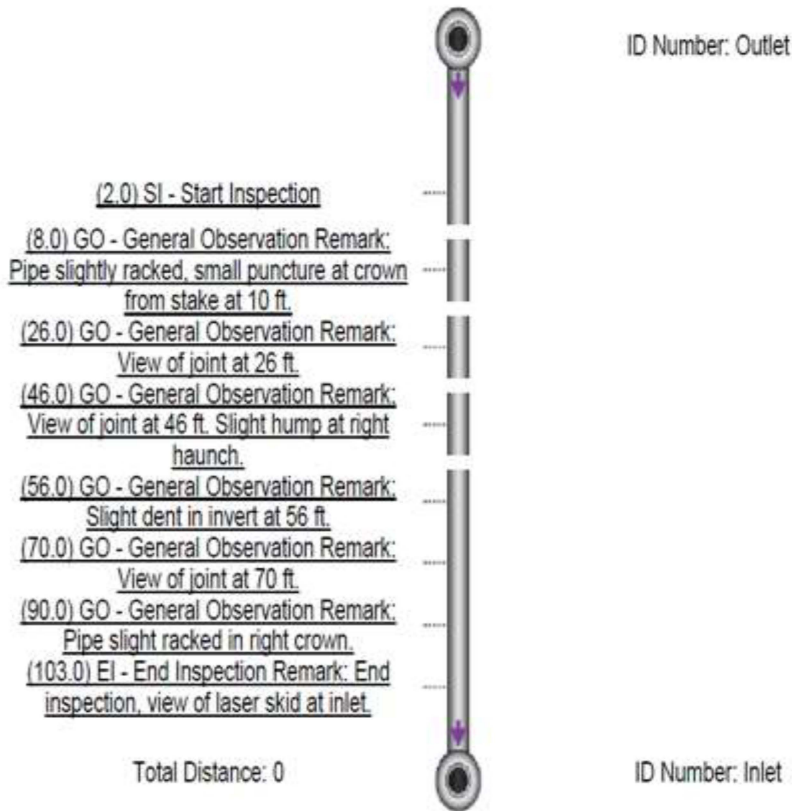 ID Number: Outlet
(2.0) SI - Start Inspection
(8.0) GO - General Observation Remark:
Pipe slightly racked, small puncture at crown
from stake at 10 ft.
(26.0) GO - General Observation Remark:
View of joint at 26 ft.
(46.0) GO - General Observation Remark:
View of joint at 46 ft. Slight hump at right
haunch.
(56.0) GO - General Observation Remark:
Slight dent in invert at 56 ft.
(70.0) GO - General Observation Remark:
View of joint at 70 ft.
(90.0) GO - General Observation Remark:
Pipe slight racked in right crown.
(103.0) EI - End Inspection Remark: End
inspection, view of laser skid at inlet.
Total Distance: 0
ID Number: Inlet